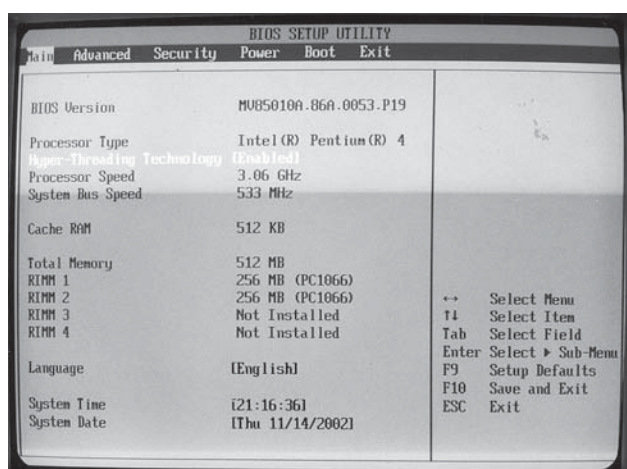 BIOS SETUP UTILITY
Main Advanced Security Power Boot Exit
BIOS Version MV85010A.86A.0053.P19
Processor Type Intel(R) Pentium(R) 4
Hyper-Threading Technology [Enabled]
Processor Speed 3.06 GHz
System Bus Speed 533 MHz
Cache RAM 512 KB
Total Memory 512 MB
RIMM 1 256 MB (PC1066)
RIMM 2 256 MB (PC1066)
RIMM 3 Not Installed
RIMM 4 Not Installed
Language [English]
System Time [21:16:36]
System Date [Thu 11/14/2002]
↔ Select Menu
↑↓ Select Item
Tab Select Field
Enter Select ▶ Sub-Menu
F9 Setup Defaults
F10 Save and Exit
ESC Exit